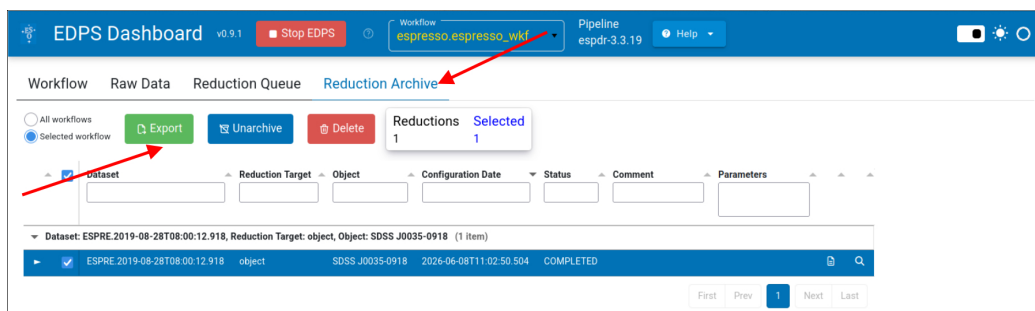 EDPS Dashboard v0.9.1 Stop EDPS Workflow espresso.espresso_wkf Pipeline espdr-3.3.19 Help
Workflow Raw Data Reduction Queue Reduction Archive
All workflows
Selected workflow
Export Unarchive Delete
Reductions Selected
1 1
Dataset Reduction Target Object Configuration Date Status Comment Parameters
Dataset: ESPRE.2019-08-28T08:00:12.918, Reduction Target: object, Object: SDSS J0035-0918 (1 item)
ESPRE.2019-08-28T08:00:12.918 object SDSS J0035-0918 2026-06-08T11:02:50.504 COMPLETED
First Prev 1 Next Last